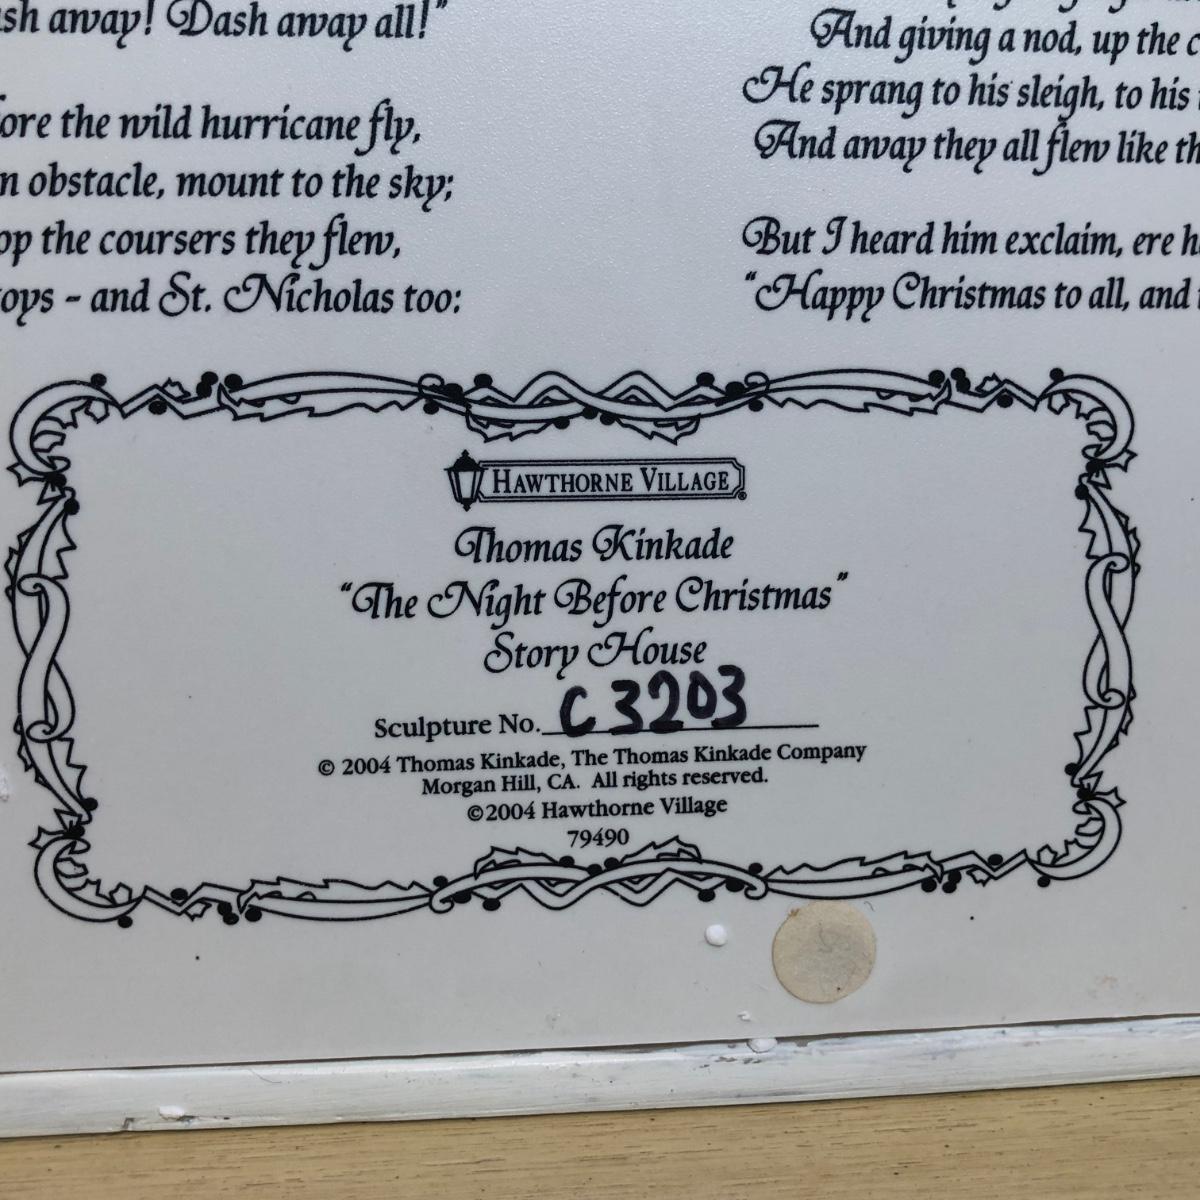 ash away! Dash away all!"
fore the wild hurricane fly,
n obstacle, mount to the sky;
op the coursers they flew,
toys - and St. Nicholas too:
And giving a nod, up the c
He sprang to his sleigh, to his
And away they all flew like th
But I heard him exclaim, ere h
"Happy Christmas to all, and
HAWTHORNE VILLAGE®
Thomas Kinkade
"The Night Before Christmas"
Story House
Sculpture No. C3203
© 2004 Thomas Kinkade, The Thomas Kinkade Company
Morgan Hill, CA. All rights reserved.
©2004 Hawthorne Village
79490